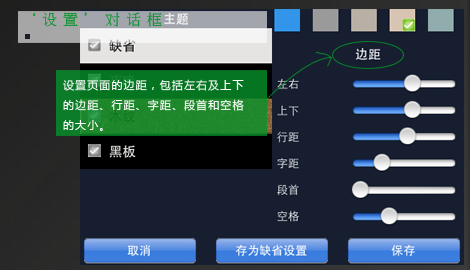 ‘设置’对话框
主题
缺省
设置页面的边距，包括左右及上下
的边距、行距、字距、段首和空格
的大小。
黑板
边距
左右
上下
行距
字距
段首
空格
取消
存为缺省设置
保存